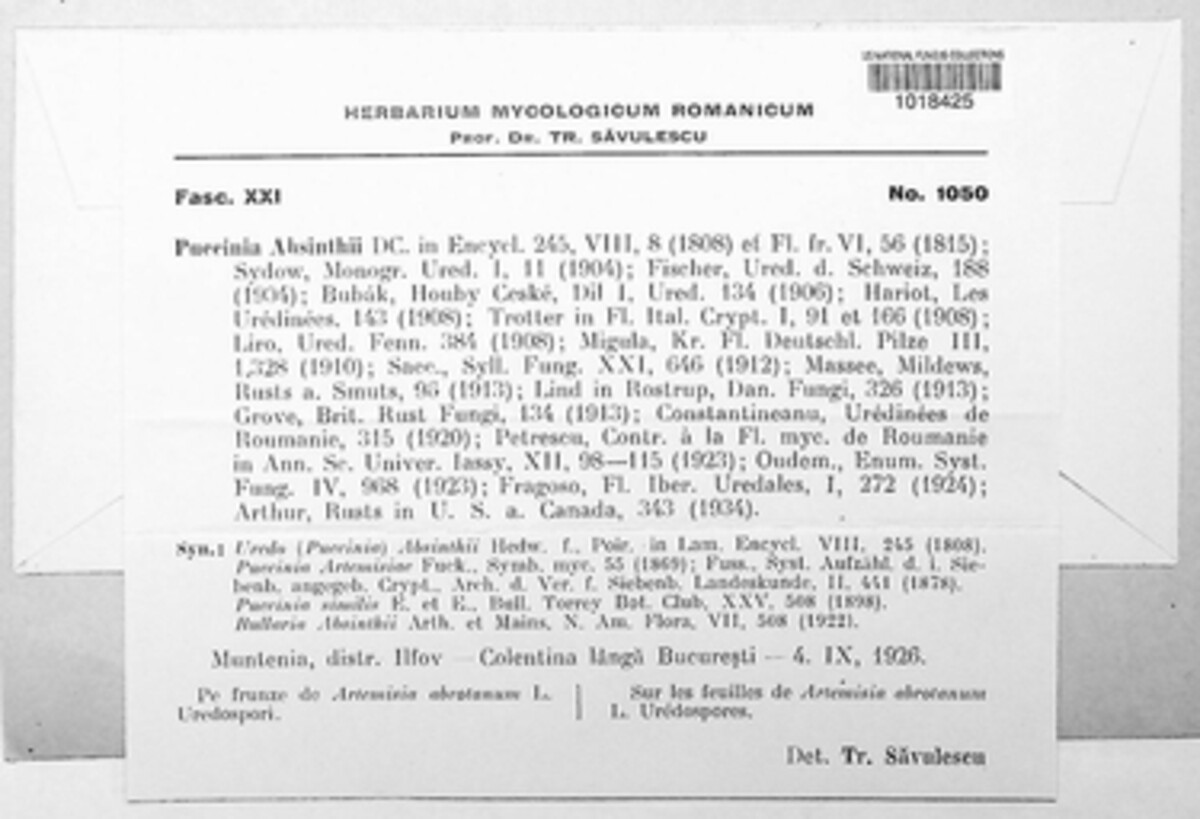 US NATIONAL FUNGUS COLLECTIONS
1018425
HERBARIUM MYCOLOGICUM ROMANICUM
Prof. Dr. TR. SĂVULESCU
Fasc. XXI
No. 1050
Puccinia Absinthii DC. in Encycl. 245, VIII, 8 (1808) et Fl. fr. VI, 56 (1815);
Sydow, Monogr. Ured. I, 11 (1904); Fischer, Ured. d. Schweiz, 188
(1904); Bubák, Houby Ceské, Dil I, Ured. 134 (1906); Hariot, Les
Urédinées. 143 (1908); Trotter in Fl. Ital. Crypt. I, 91 et 166 (1908);
Liro, Ured. Fenn. 384 (1908); Migula, Kr. Fl. Deutschl. Pilze III,
1,328 (1910); Sacc., Syll. Fung. XXI, 646 (1912); Massee, Mildews,
Rusts a. Smuts, 95 (1913); Lind in Rostrup, Dan. Fungi, 326 (1913);
Grove, Brit. Rust Fungi, 134 (1913); Constantineanu, Urédinées de
Roumanie, 315 (1920); Petrescu, Contr. à la Fl. myc. de Roumanie
in Ann. Sc. Univer. Iassy, XII, 98—115 (1923); Oudem., Enum. Syst.
Fung. IV, 968 (1923); Fragoso, Fl. Iber. Uredales, I, 272 (1924);
Arthur, Rusts in U. S. a. Canada, 343 (1934).
Syn.: Uredo (Puccinia) Absinthii Hedw. f., Poir. in Lam. Encycl. VIII, 245 (1808).
Puccinia Artemisiae Fuck., Symb. myc. 55 (1869); Fuss., Syst. Aufzähl. d. i. Sie-
benb. angegeb. Crypt., Arch. d. Ver. f. Siebenb. Landeskunde, II, 441 (1878).
Puccinia similis E. et E., Bull. Torrey Bot. Club, XXV, 508 (1898).
Bullaria Absinthii Arth. et Mains, N. Am. Flora, VII, 508 (1922).
Muntenia, distr. Ilfov — Colentina lângă București — 4. IX, 1926.
Pe frunze de Artemisia abrotanum L.
Uredospori.
Sur les feuilles de Artemisia abrotanum
L. Urédospores.
Det. Tr. Săvulescu